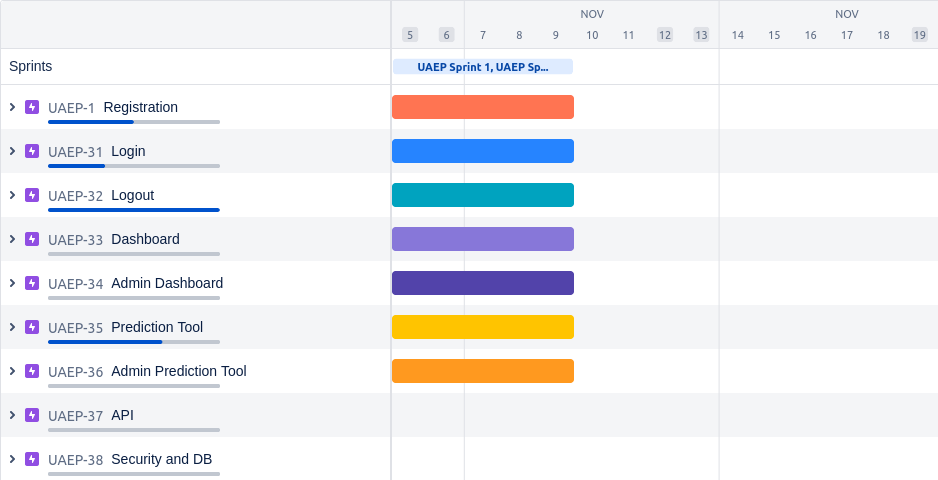 NOV NOV
5 6 7 8 9 10 11 12 13 14 15 16 17 18 19
Sprints UAEP Sprint 1, UAEP Sp...
UAEP-1 Registration
UAEP-31 Login
UAEP-32 Logout
UAEP-33 Dashboard
UAEP-34 Admin Dashboard
UAEP-35 Prediction Tool
UAEP-36 Admin Prediction Tool
UAEP-37 API
UAEP-38 Security and DB